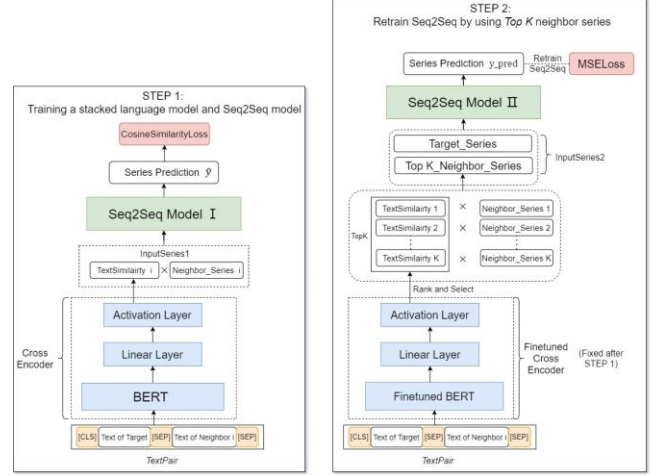 STEP 1:
Training a stacked language model and Seq2Seq model
CosineSimilarityLoss
Series Prediction ŷ
Seq2Seq Model I
InputSeries1
TextSimilairty i × Neighbor_Series i
Cross
Encoder
Activation Layer
Linear Layer
BERT
[CLS] Text of Target [SEP] Text of Neighbor i [SEP]
TextPair
STEP 2:
Retrain Seq2Seq by using Top K neighbor series
Series Prediction y_pred
Retrain
Seq2Seq
MSELoss
Seq2Seq Model II
Target_Series
Top K_Neighbor_Series
InputSeries2
TopK
TextSimilairty 1 × Neighbor_Series 1
TextSimilairty 2 × Neighbor_Series 2
⋮ ⋮
TextSimilairty K × Neighbor_Series K
Rank and Select
Activation Layer
Linear Layer
Finetuned BERT
Finetuned
Cross
Encoder
(Fixed after
STEP 1)
[CLS] Text of Target [SEP] Text of Neighbor i [SEP]
TextPair